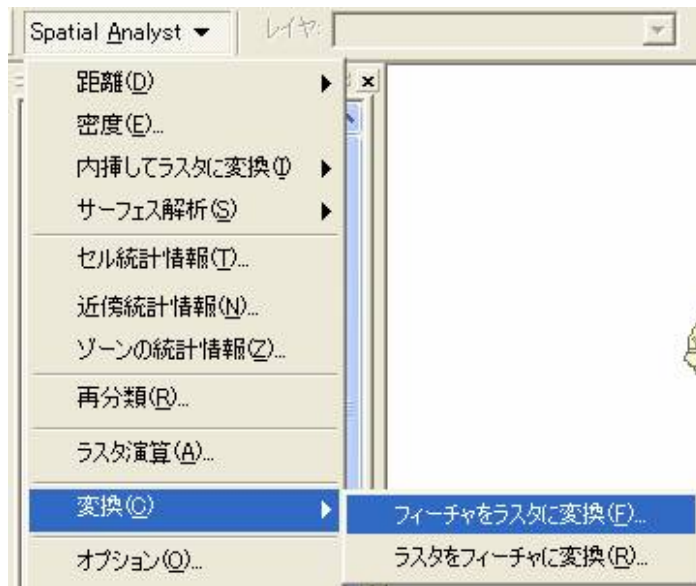 Spatial Analyst ▼ レイヤ:
距離(D)
密度(E)...
内挿してラスタに変換(I)
サーフェス解析(S)
セル統計情報(T)...
近傍統計情報(N)...
ゾーンの統計情報(Z)...
再分類(R)...
ラスタ演算(A)...
変換(C)
フィーチャをラスタに変換(F)...
ラスタをフィーチャに変換(R)...
オプション(O)...